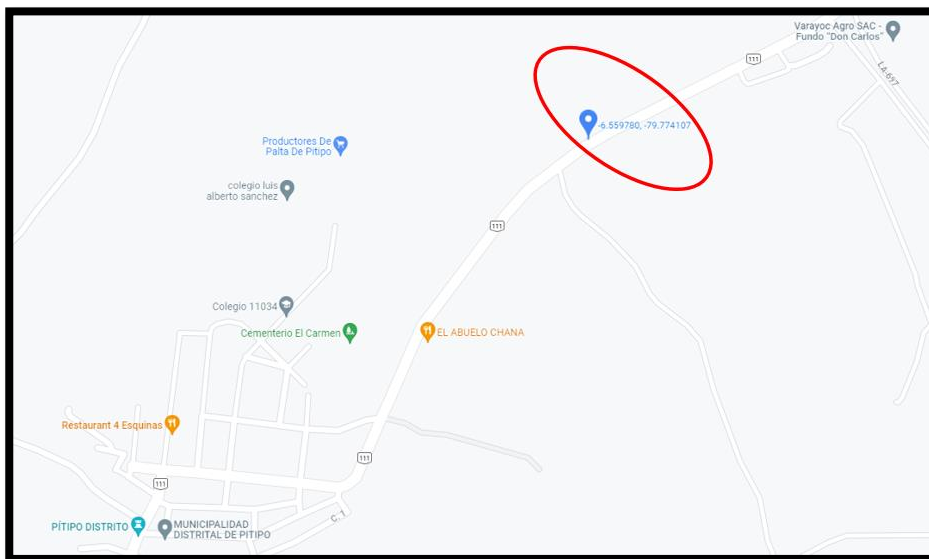 Varayoc Agro SAC -
Fundo "Don Carlos"
111
LA-697
-6.559780, -79.774107
Productores De
Palta De Pitipo
colegio luis
alberto sanchez
111
Colegio 11034
Cementerio El Carmen
EL ABUELO CHANA
Restaurant 4 Esquinas
111
111
C. 1
PÍTIPO DISTRITO
MUNICIPALIDAD
DISTRITAL DE PITIPO